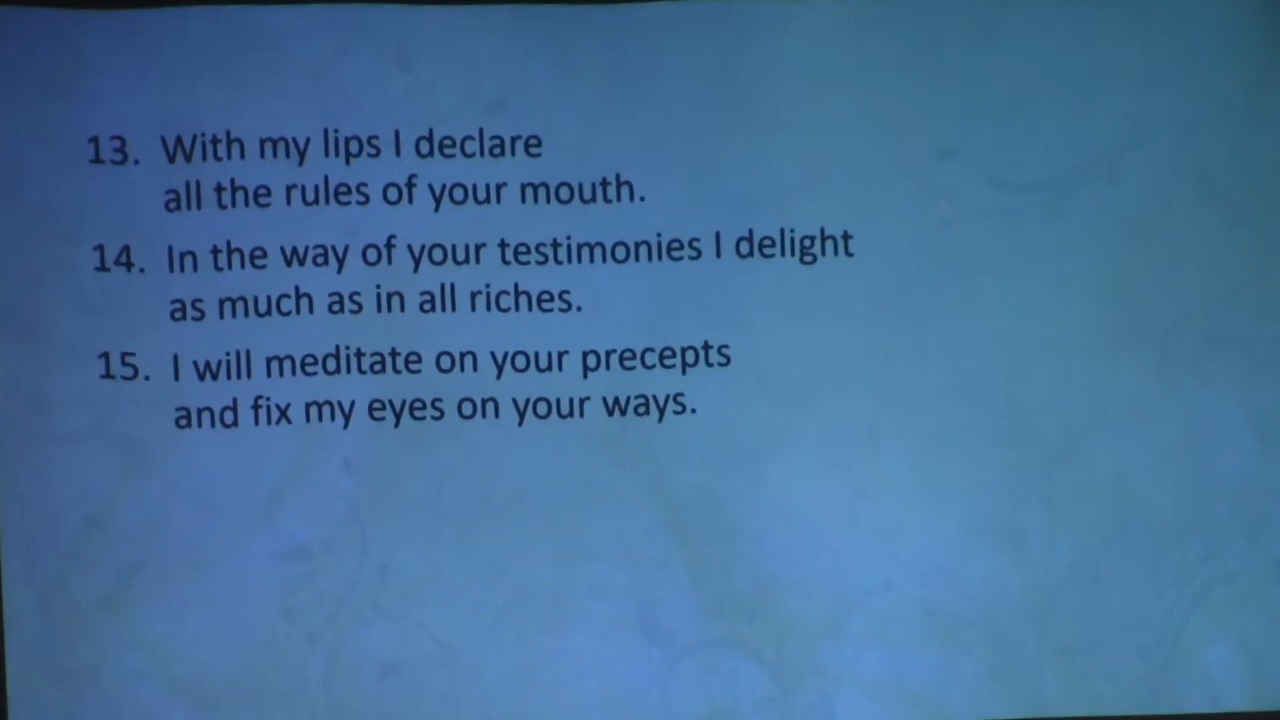 13. With my lips I declare
all the rules of your mouth.
14. In the way of your testimonies I delight
as much as in all riches.
15. I will meditate on your precepts
and fix my eyes on your ways.